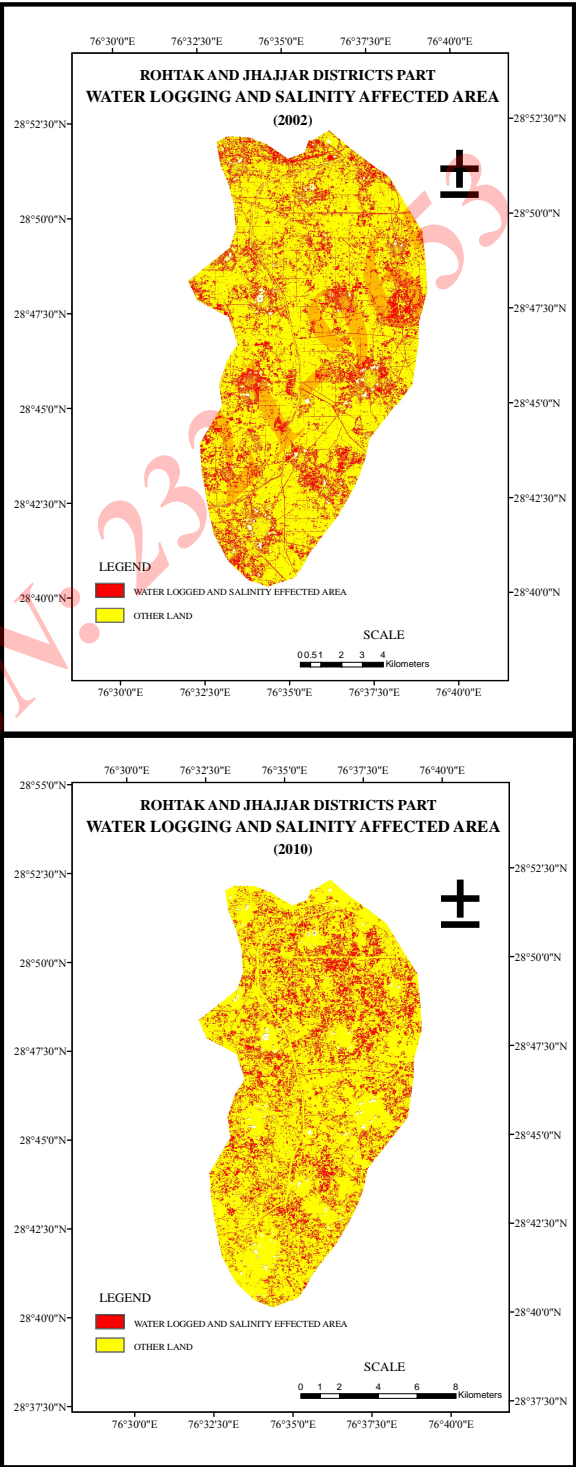 76°30'0"E 76°32'30"E 76°35'0"E 76°37'30"E 76°40'0"E
ROHTAK AND JHAJJAR DISTRICTS PART
WATER LOGGING AND SALINITY AFFECTED AREA
(2002)
28°52'30"N 28°52'30"N
28°50'0"N 28°50'0"N
28°47'30"N 28°47'30"N
28°45'0"N 28°45'0"N
28°42'30"N 28°42'30"N
LEGEND
WATER LOGGED AND SALINITY EFFECTED AREA
28°40'0"N 28°40'0"N
OTHER LAND
SCALE
0 0.5 1 2 3 4
Kilometers
76°30'0"E 76°32'30"E 76°35'0"E 76°37'30"E 76°40'0"E
76°30'0"E 76°32'30"E 76°35'0"E 76°37'30"E 76°40'0"E
28°55'0"N
ROHTAK AND JHAJJAR DISTRICTS PART
WATER LOGGING AND SALINITY AFFECTED AREA
(2010)
28°52'30"N 28°52'30"N
28°50'0"N 28°50'0"N
28°47'30"N 28°47'30"N
28°45'0"N 28°45'0"N
28°42'30"N 28°42'30"N
LEGEND
28°40'0"N 28°40'0"N
WATER LOGGED AND SALINITY EFFECTED AREA
OTHER LAND
SCALE
0 1 2 4 6 8
Kilometers
28°37'30"N 28°37'30"N
76°30'0"E 76°32'30"E 76°35'0"E 76°37'30"E 76°40'0"E